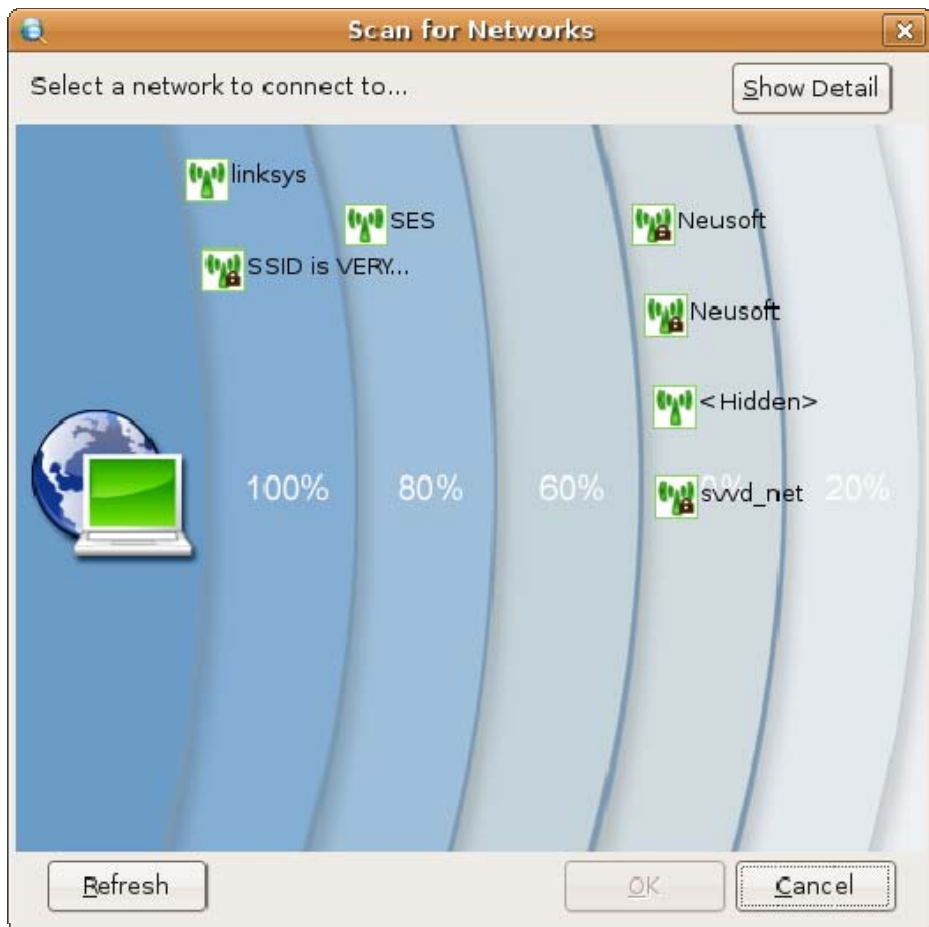 Scan for Networks
Select a network to connect to...
Show Detail
linksys
SES
Neusoft
SSID is VERY...
Neusoft
<Hidden>
100%
80%
60%
svvd_net
20%
Refresh
OK
Cancel